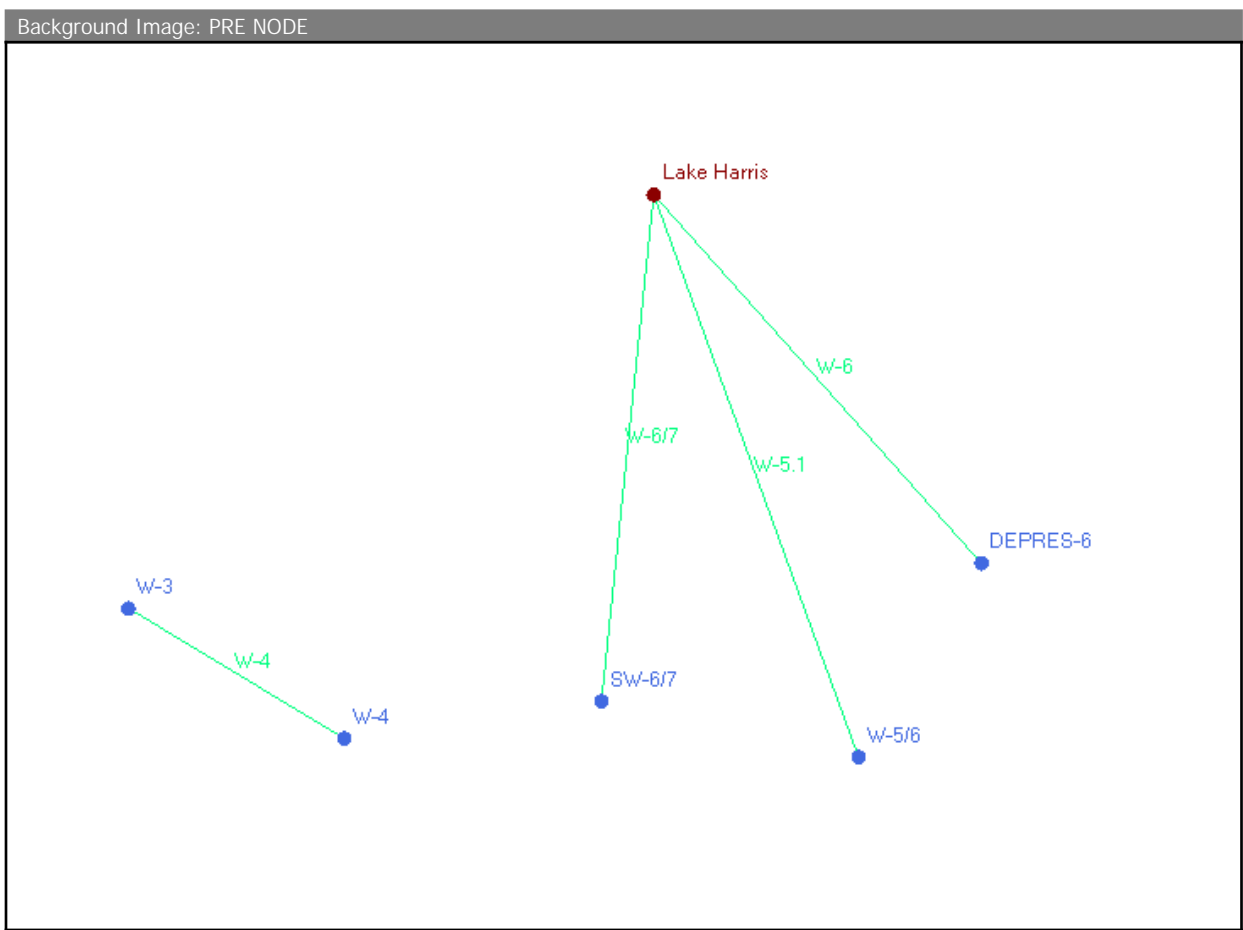 Background Image: PRE NODE
Lake Harris
W-6
W-6/7
W-5.1
DEPRES-6
W-3
W-4
SW-6/7
W-4
W-5/6